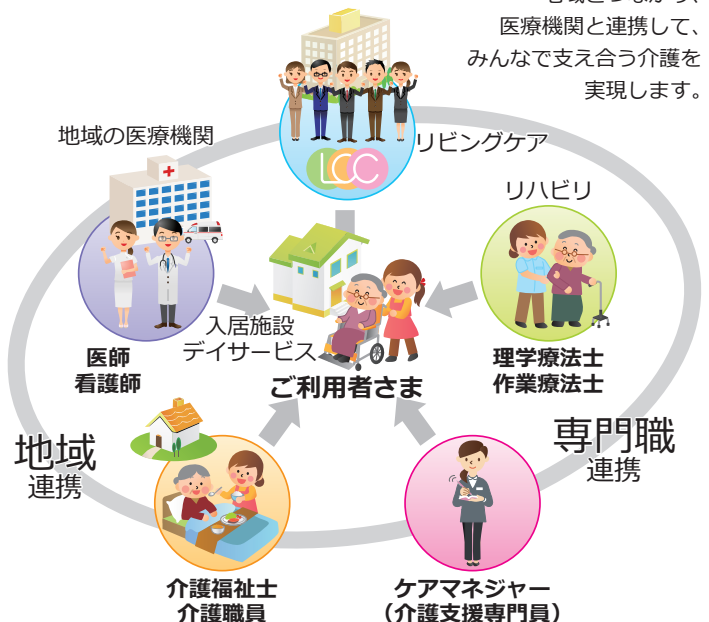 医療機関と連携して、
みんなで支え合う介護を
実現します。
地域の医療機関
リビングケア
LCC
リハビリ
入居施設
デイサービス
医師
看護師
ご利用者さま
理学療法士
作業療法士
地域
連携
専門職
連携
介護福祉士
介護職員
ケアマネジャー
（介護支援専門員）